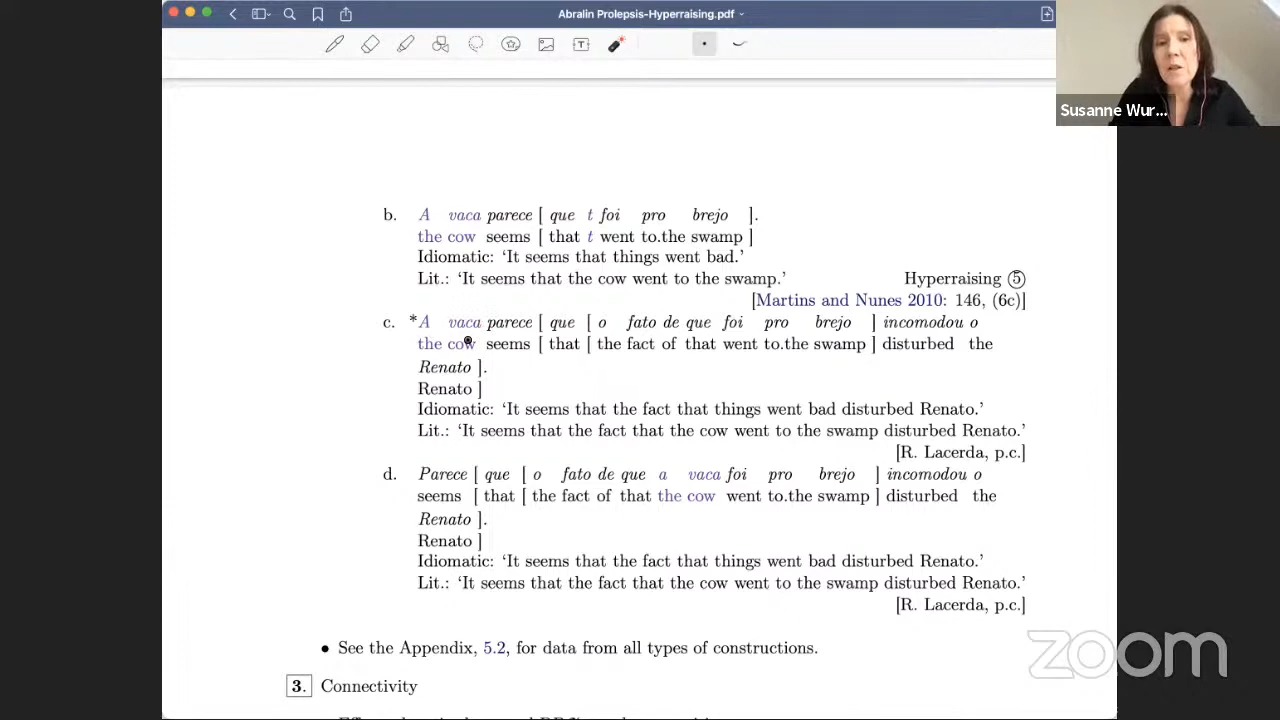 Abralin Prolepsis-Hyperraising.pdf
Susanne Wur...
b. A vaca parece [ que t foi pro brejo ].
the cow seems [ that t went to.the swamp ]
Idiomatic: ‘It seems that things went bad.’
Lit.: ‘It seems that the cow went to the swamp.’ Hyperraising ⑤
[Martins and Nunes 2010: 146, (6c)]
c. *A vaca parece [ que [ o fato de que foi pro brejo ] incomodou o
the cow seems [ that [ the fact of that went to.the swamp ] disturbed the
Renato ].
Renato ]
Idiomatic: ‘It seems that the fact that things went bad disturbed Renato.’
Lit.: ‘It seems that the fact that the cow went to the swamp disturbed Renato.’
[R. Lacerda, p.c.]
d. Parece [ que [ o fato de que a vaca foi pro brejo ] incomodou o
seems [ that [ the fact of that the cow went to.the swamp ] disturbed the
Renato ].
Renato ]
Idiomatic: ‘It seems that the fact that things went bad disturbed Renato.’
Lit.: ‘It seems that the fact that the cow went to the swamp disturbed Renato.’
[R. Lacerda, p.c.]
• See the Appendix, 5.2, for data from all types of constructions.
3. Connectivity
zoom